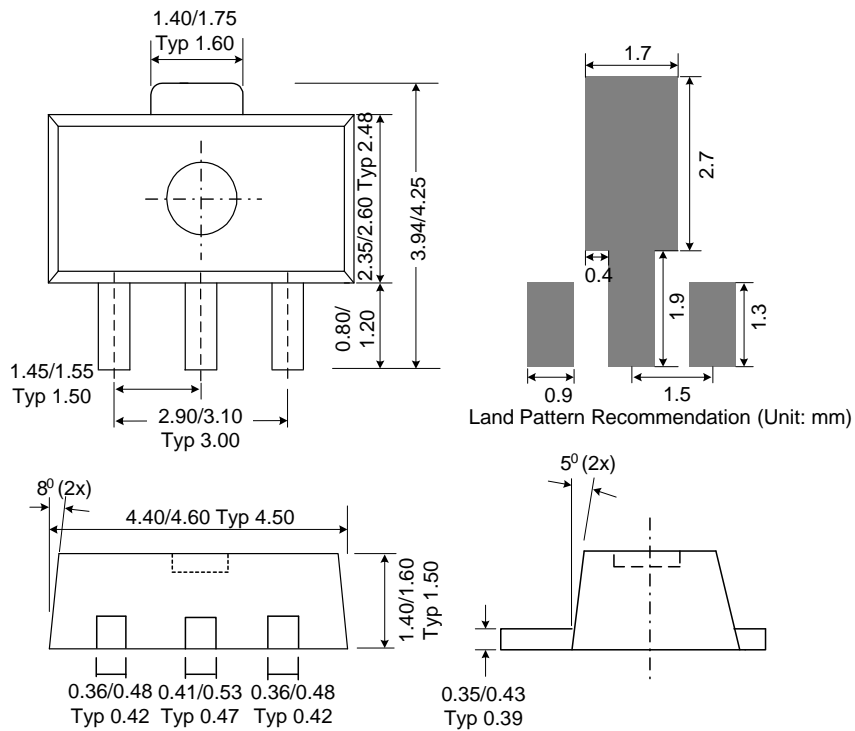 1.40/1.75
Typ 1.60
2.35/2.60 Typ 2.48
3.94/4.25
0.80/
1.20
1.45/1.55
Typ 1.50
2.90/3.10
Typ 3.00
1.7
2.7
0.4
1.9
1.3
0.9
1.5
Land Pattern Recommendation (Unit: mm)
8⁰ (2x)
4.40/4.60 Typ 4.50
1.40/1.60
Typ 1.50
0.36/0.48
Typ 0.42
0.41/0.53
Typ 0.47
0.36/0.48
Typ 0.42
5⁰ (2x)
0.35/0.43
Typ 0.39